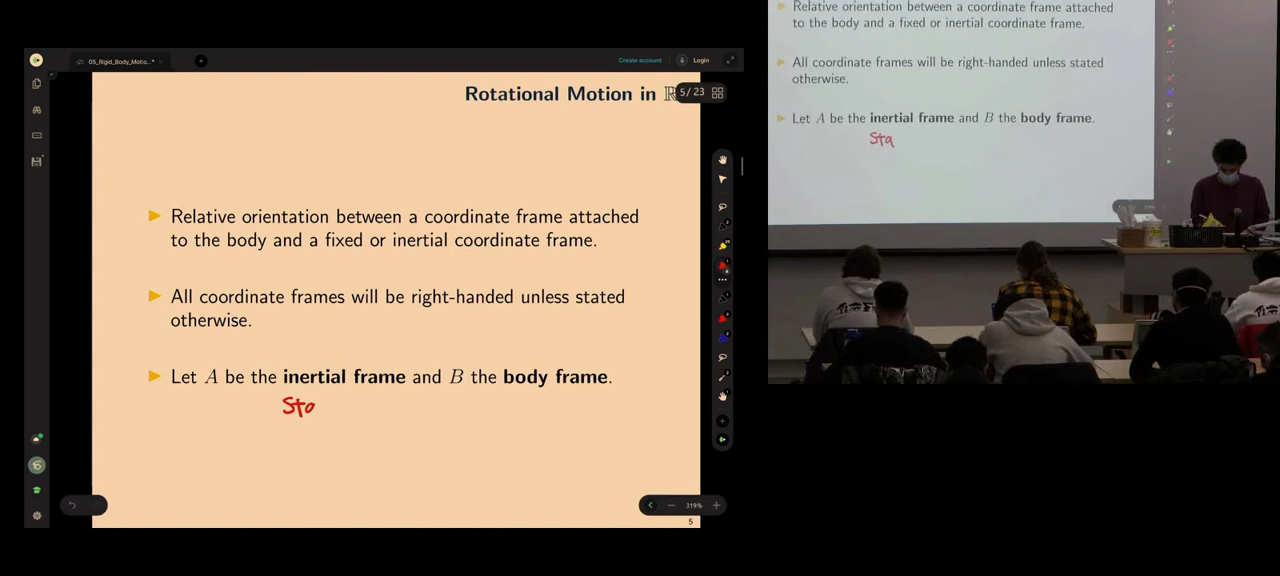 05_Rigid_Body_Motio...*
Create account
Login
Rotational Motion in ℝ
5/23
Relative orientation between a coordinate frame attached
to the body and a fixed or inertial coordinate frame.
All coordinate frames will be right-handed unless stated
otherwise.
Let A be the inertial frame and B the body frame.
Sta
319%
5
Relative orientation between a coordinate frame attached
to the body and a fixed or inertial coordinate frame.
All coordinate frames will be right-handed unless stated
otherwise.
Let A be the inertial frame and B the body frame.
Sta